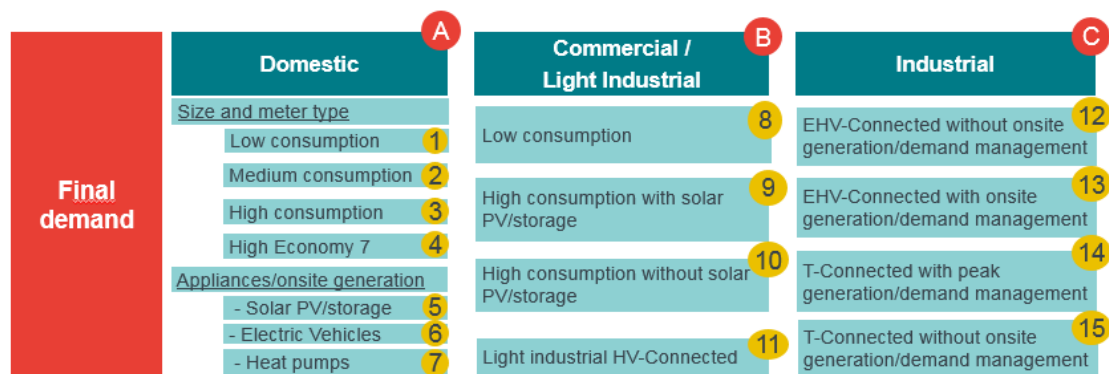 Final
demand
A
Domestic
Size and meter type
Low consumption 1
Medium consumption 2
High consumption 3
High Economy 7 4
Appliances/onsite generation
- Solar PV/storage 5
- Electric Vehicles 6
- Heat pumps 7
B
Commercial /
Light Industrial
8
Low consumption
9
High consumption with solar
PV/storage
10
High consumption without solar
PV/storage
11
Light industrial HV-Connected
C
Industrial
12
EHV-Connected without onsite
generation/demand management
13
EHV-Connected with onsite
generation/demand management
14
T-Connected with peak
generation/demand management
15
T-Connected without onsite
generation/demand management